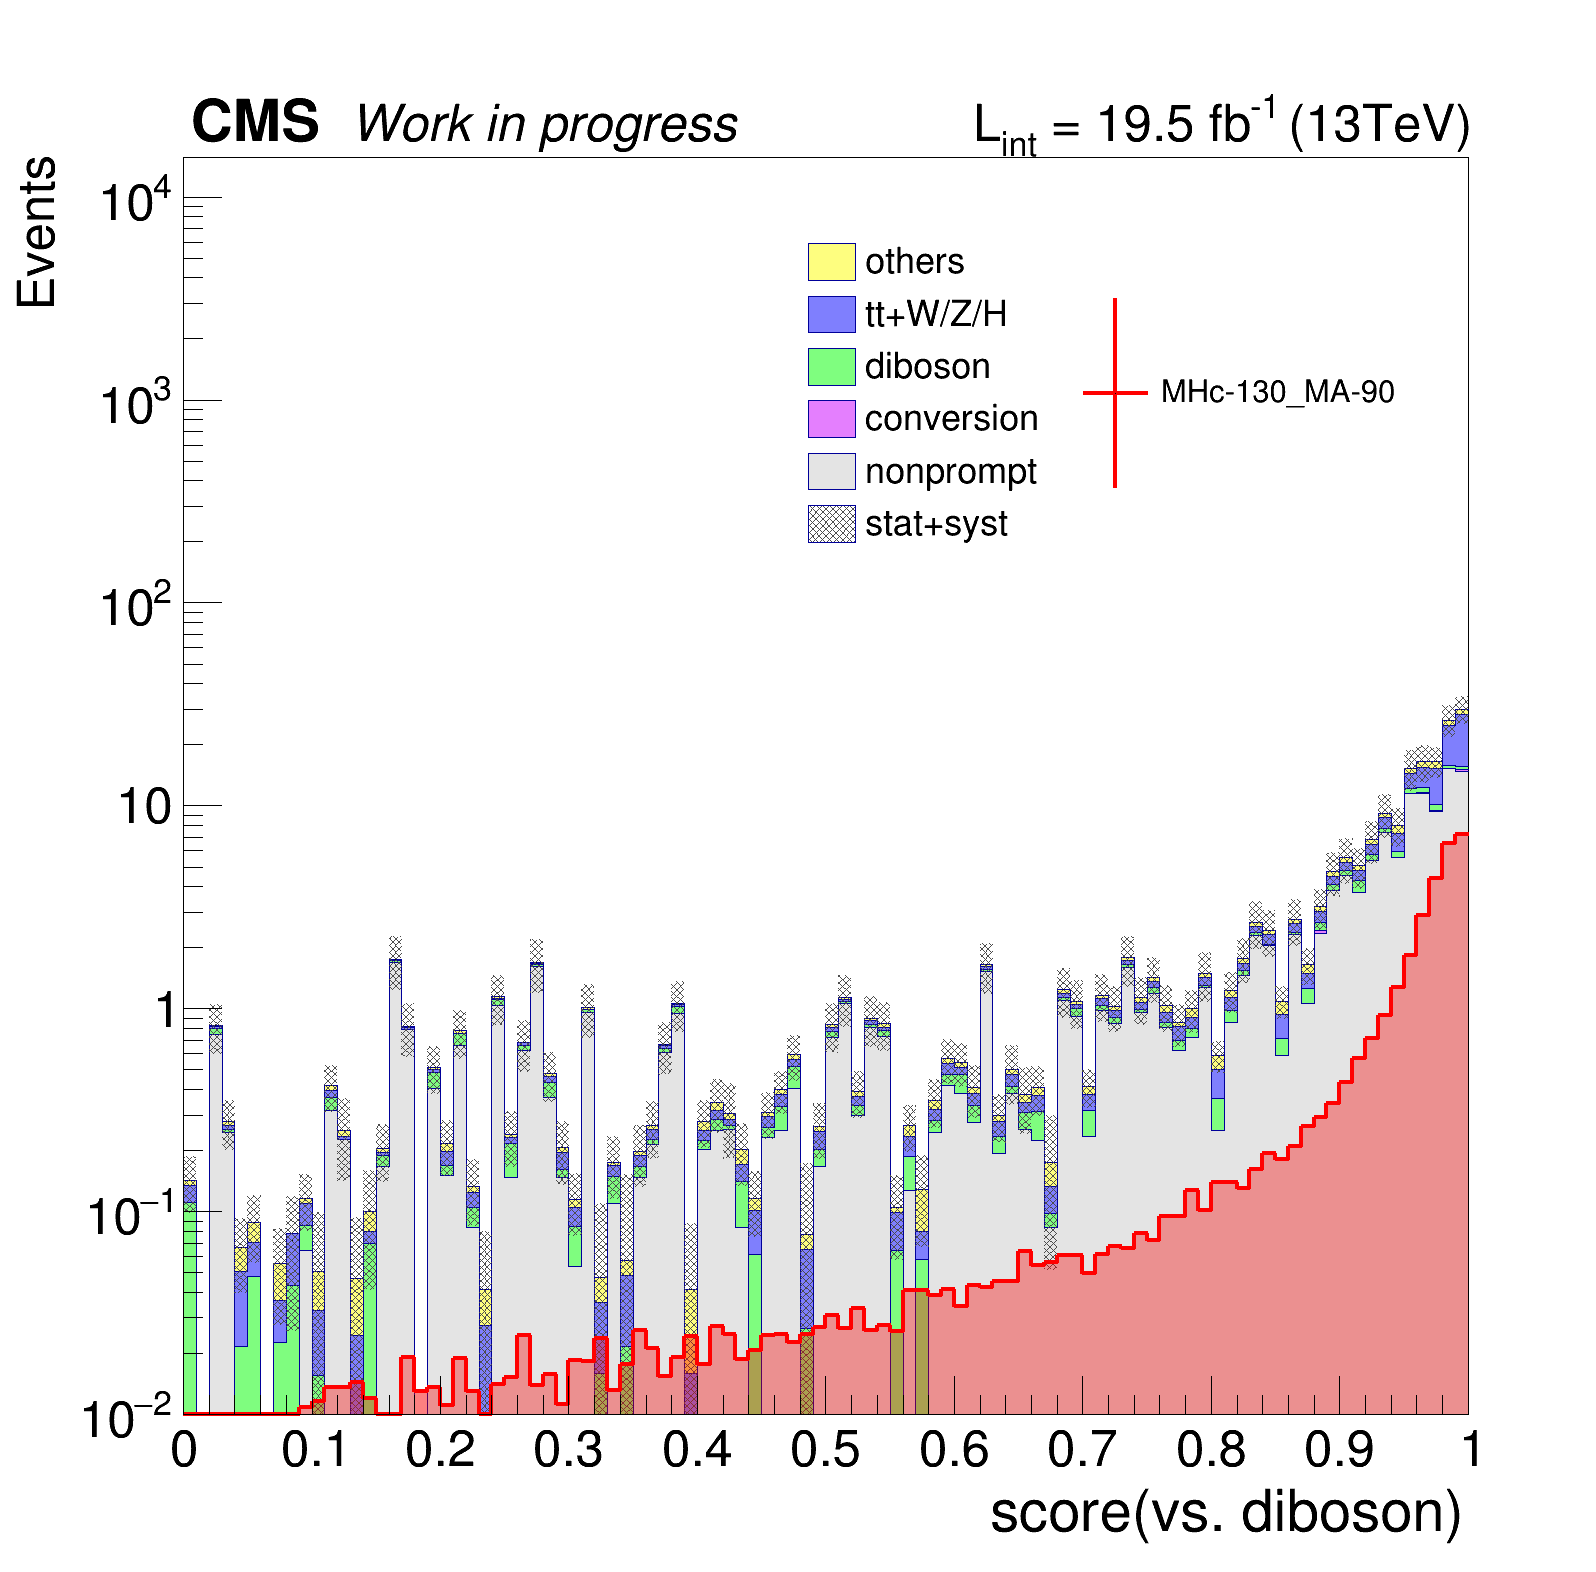 CMS Work in progress L_int = 19.5 fb^-1 (13TeV)
Events
10^4
10^3
10^2
10
1
10^−1
10^−2
others
tt+W/Z/H
diboson
conversion
nonprompt
stat+syst
MHc-130_MA-90
0 0.1 0.2 0.3 0.4 0.5 0.6 0.7 0.8 0.9 1
score(vs. diboson)